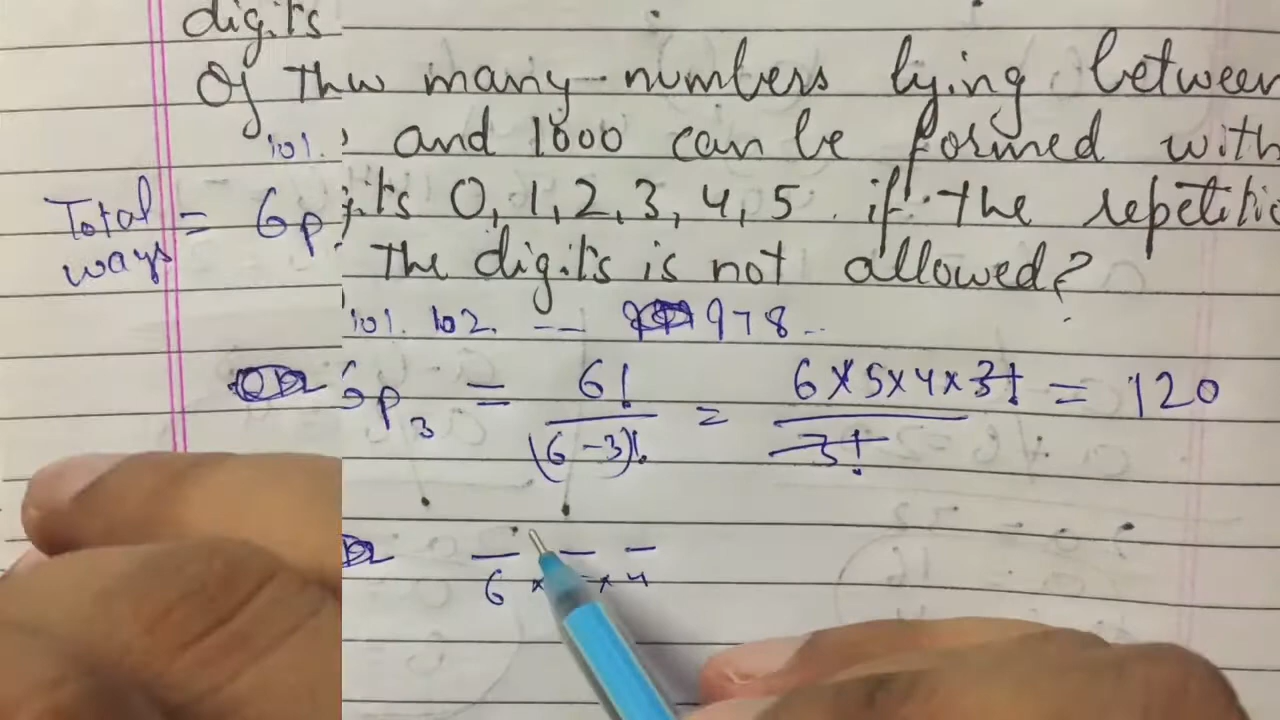 digits
Of Thw many numbers lying between
101. and 1000 can be formed with
Total ways = 6P its 0, 1, 2, 3, 4, 5 if the repetitio
the digits is not allowed?
101. 102. -- 978..
6P3 = 6!/(6-3)! = 6×5×4×3!/3! = 120
_ _ _
6 × × 4